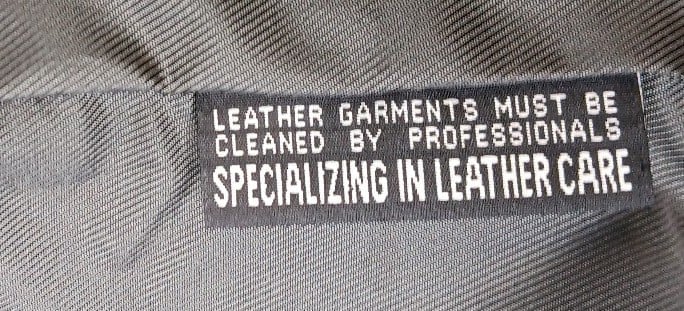 LEATHER GARMENTS MUST BE
CLEANED BY PROFESSIONALS
SPECIALIZING IN LEATHER CARE